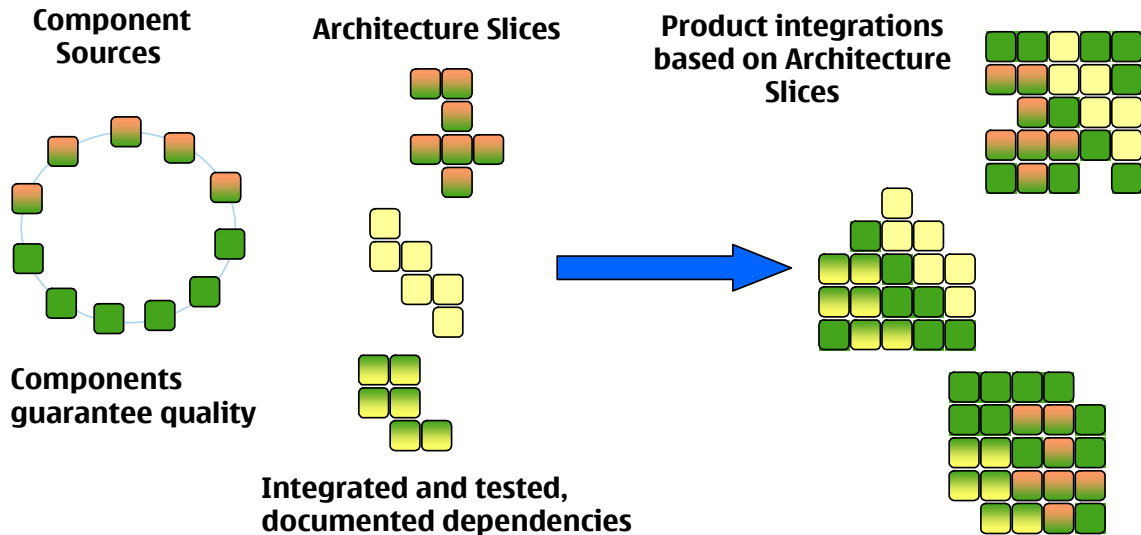 Component
Sources
Architecture Slices
Product integrations
based on Architecture
Slices
Components
guarantee quality
Integrated and tested,
documented dependencies